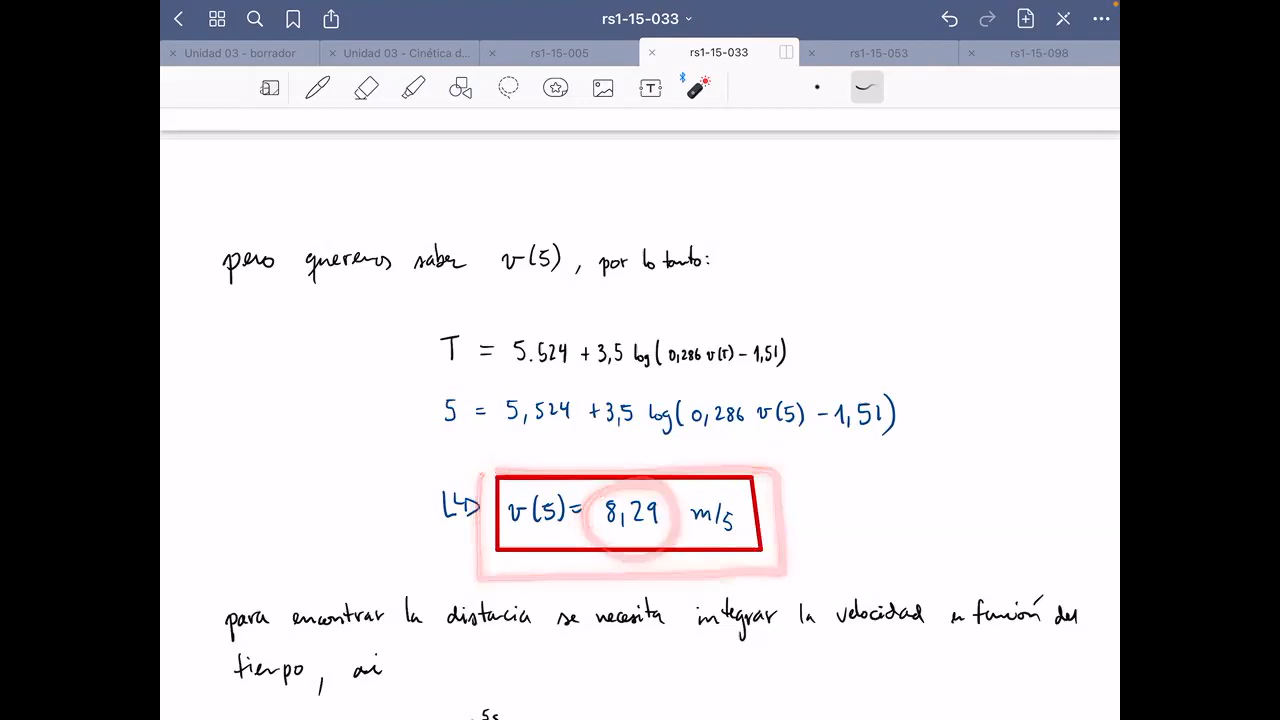 rs1-15-033
Unidad 03 - borrador
Unidad 03 - Cinética d...
rs1-15-005
rs1-15-033
rs1-15-053
rs1-15-098
pero queremos saber v(5), por lo tanto:
T = 5.524 + 3,5 log( 0,286 v(T) - 1,51)
5 = 5,524 + 3,5 log( 0,286 v(5) - 1,51)
v(5) = 8,29 m/s
para encontrar la distacia se necesita integrar la velocidad en función del
tiempo, asi
5s